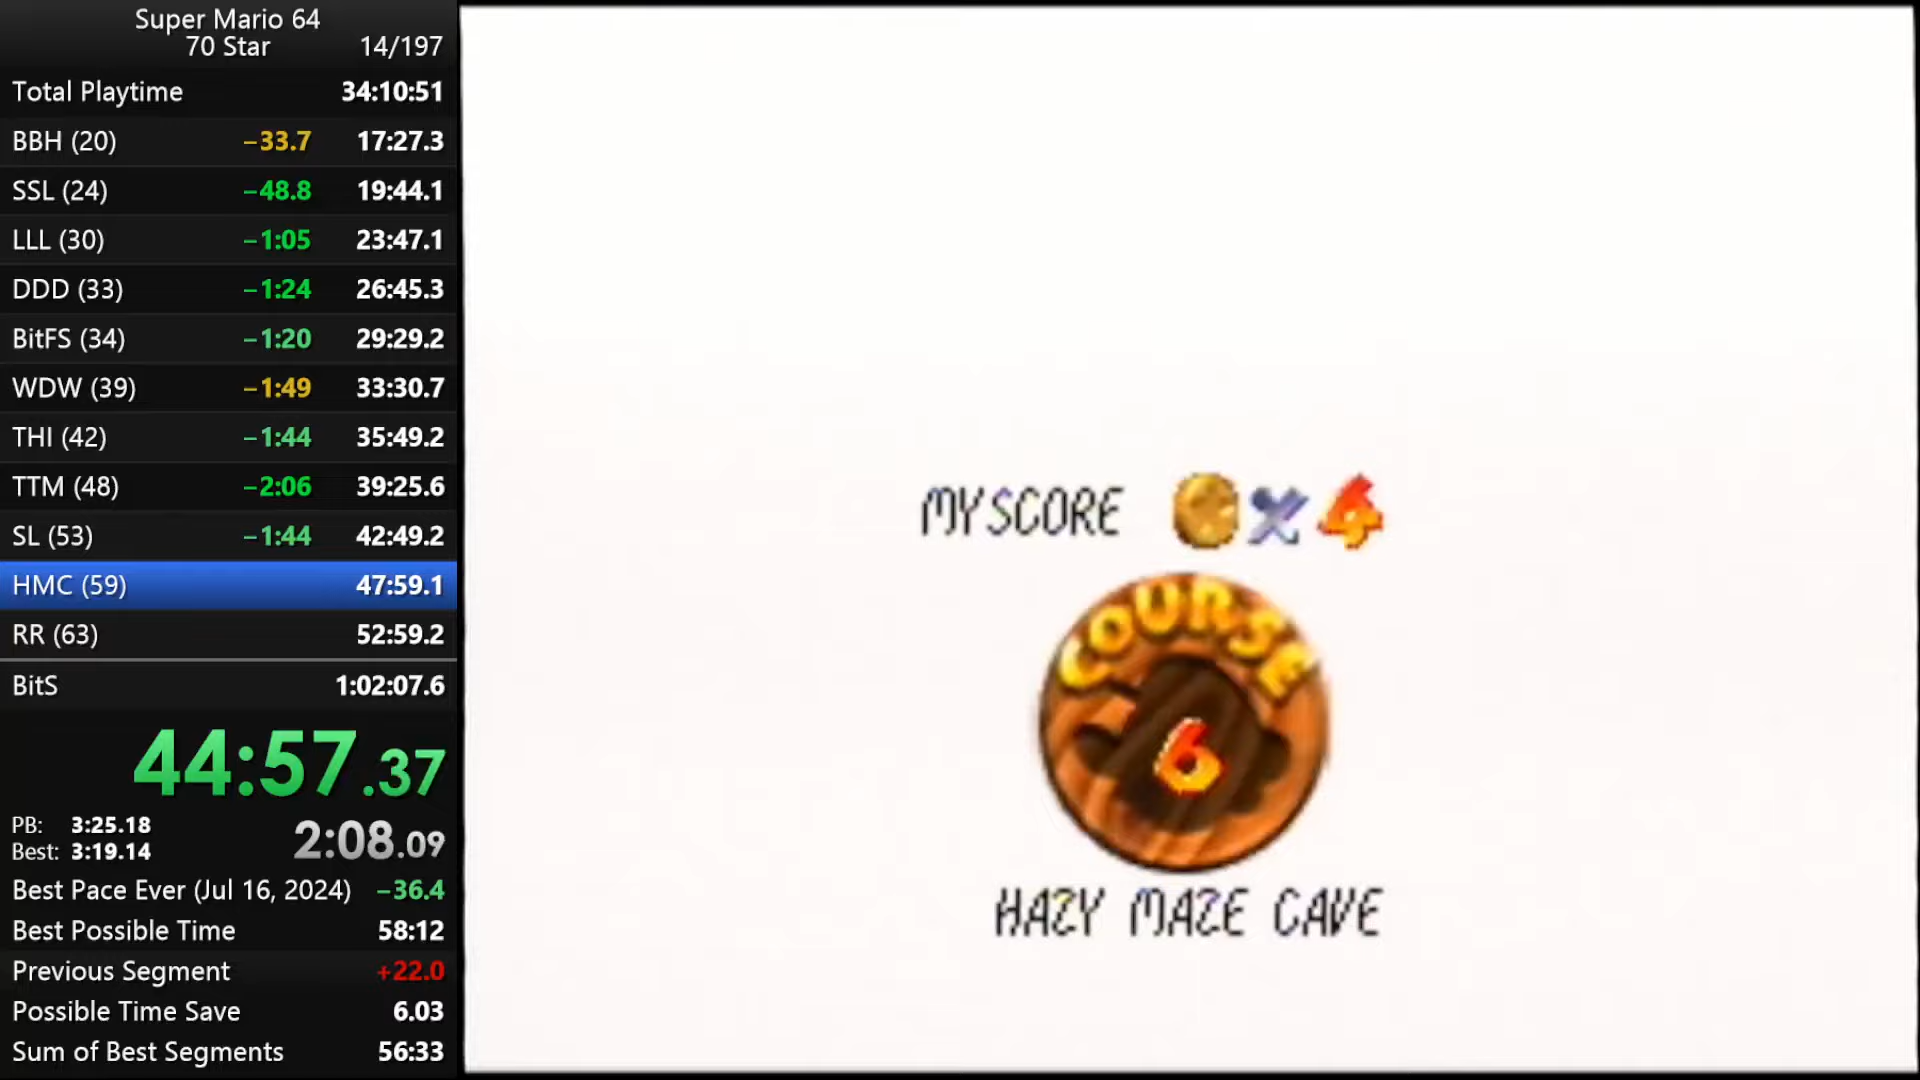 Super Mario 64
70 Star 14/197
Total Playtime 34:10:51
BBH (20) −33.7 17:27.3
SSL (24) −48.8 19:44.1
LLL (30) −1:05 23:47.1
DDD (33) −1:24 26:45.3
BitFS (34) −1:20 29:29.2
WDW (39) −1:49 33:30.7
THI (42) −1:44 35:49.2
TTM (48) −2:06 39:25.6
SL (53) −1:44 42:49.2
HMC (59) 47:59.1
RR (63) 52:59.2
BitS 1:02:07.6
44:57.37
PB: 3:25.18
Best: 3:19.14
2:08.09
Best Pace Ever (Jul 16, 2024) −36.4
Best Possible Time 58:12
Previous Segment +22.0
Possible Time Save 6.03
Sum of Best Segments 56:33
MY SCORE × 4
COURSE
6
HAZY MAZE CAVE